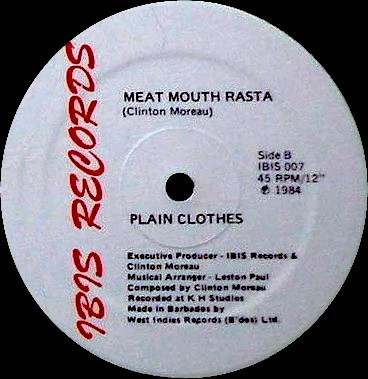 IBIS RECORDS
MEAT MOUTH RASTA
(Clinton Moreau)
Side B
IBIS 007
45 RPM/12"
℗ 1984
PLAIN CLOTHES
Executive Producer - IBIS Records &
Clinton Moreau
Musical Arranger - Leston Paul
Composed by Clinton Moreau
Recorded at K H Studios
Made in Barbados by
West Indies Records (B'dos) Ltd.